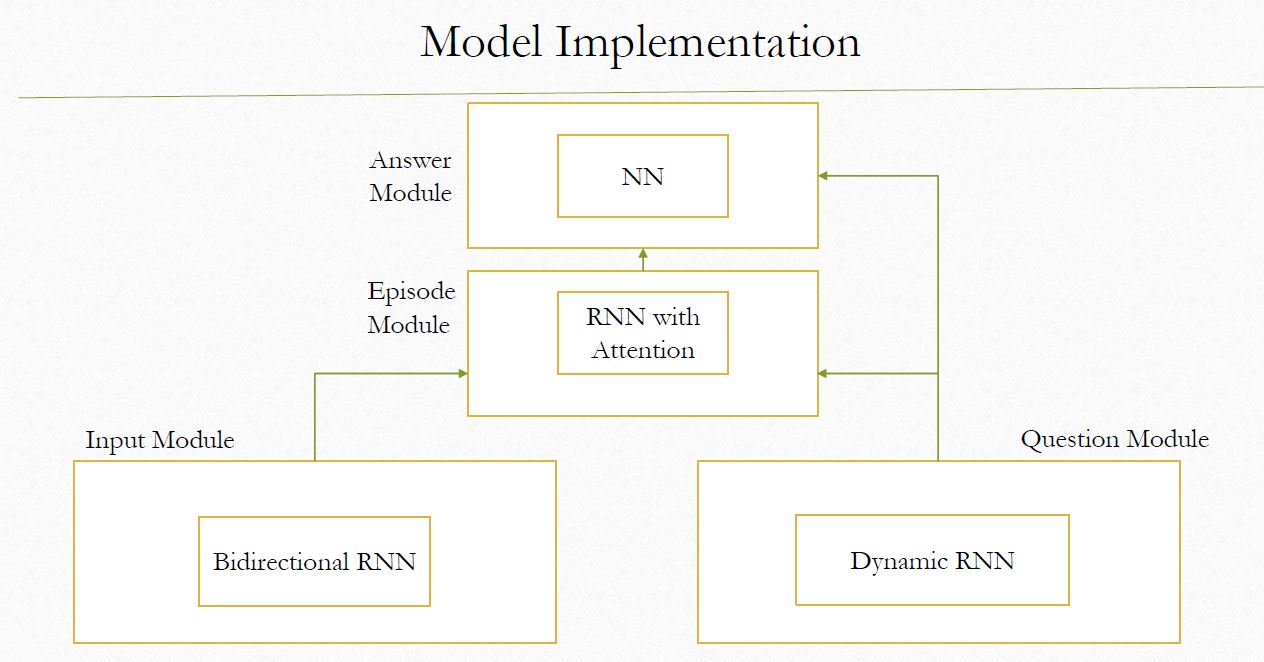 Model Implementation
Answer
Module
NN
Episode
Module
RNN with
Attention
Input Module
Bidirectional RNN
Question Module
Dynamic RNN